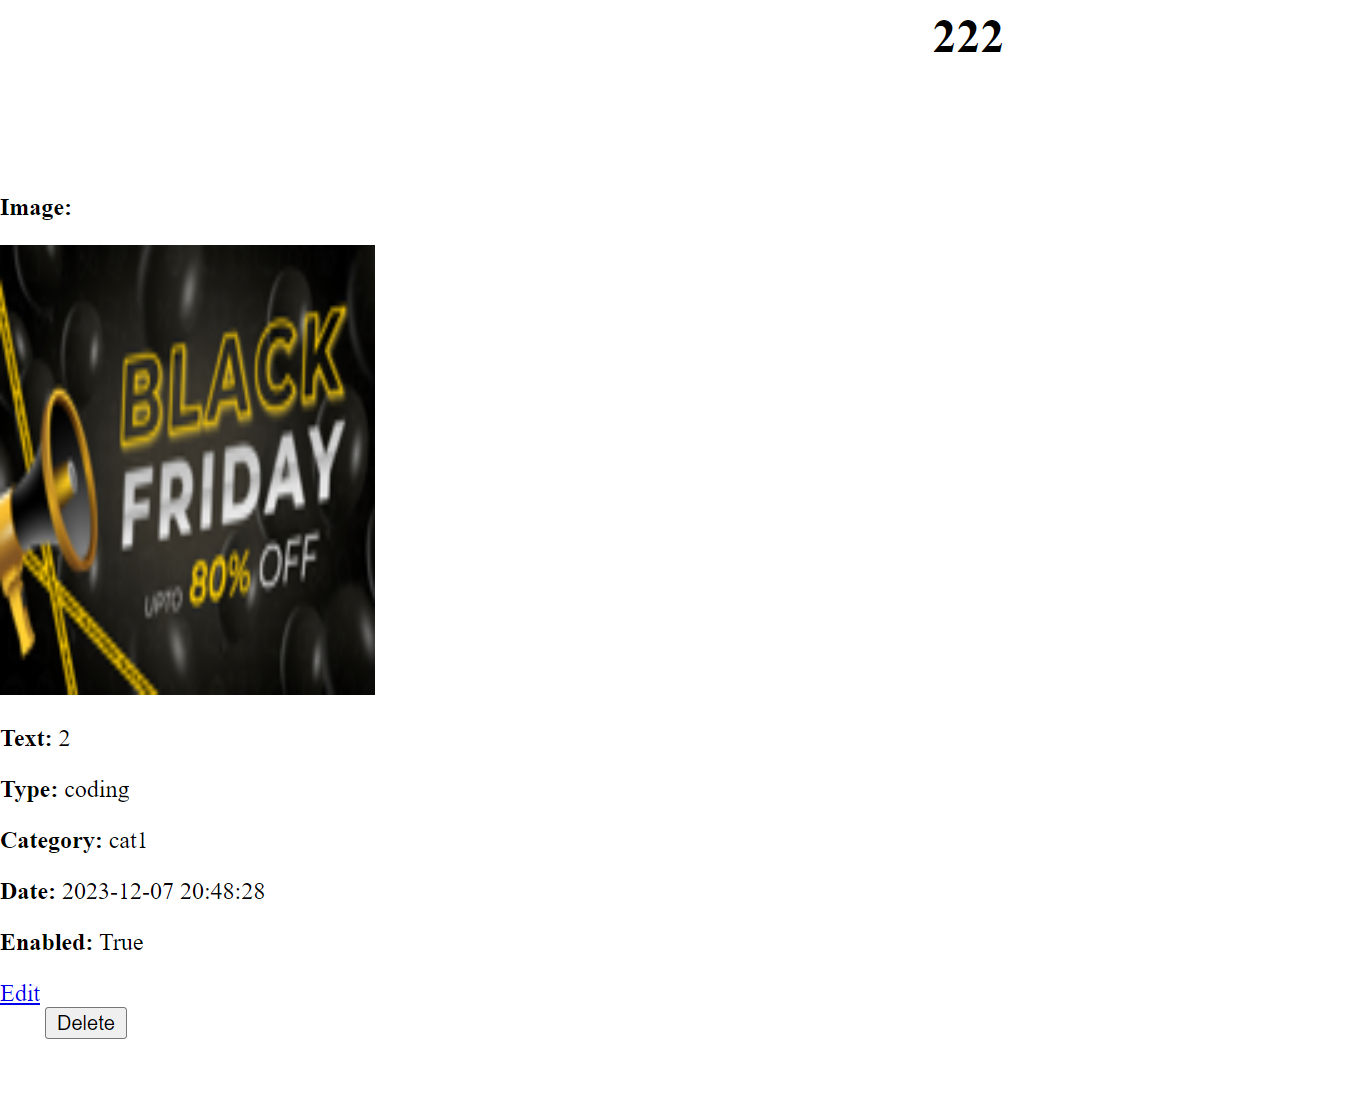 222
Image:
BLACK
FRIDAY
UPTO 80% OFF
Text: 2
Type: coding
Category: cat1
Date: 2023-12-07 20:48:28
Enabled: True
Edit
Delete